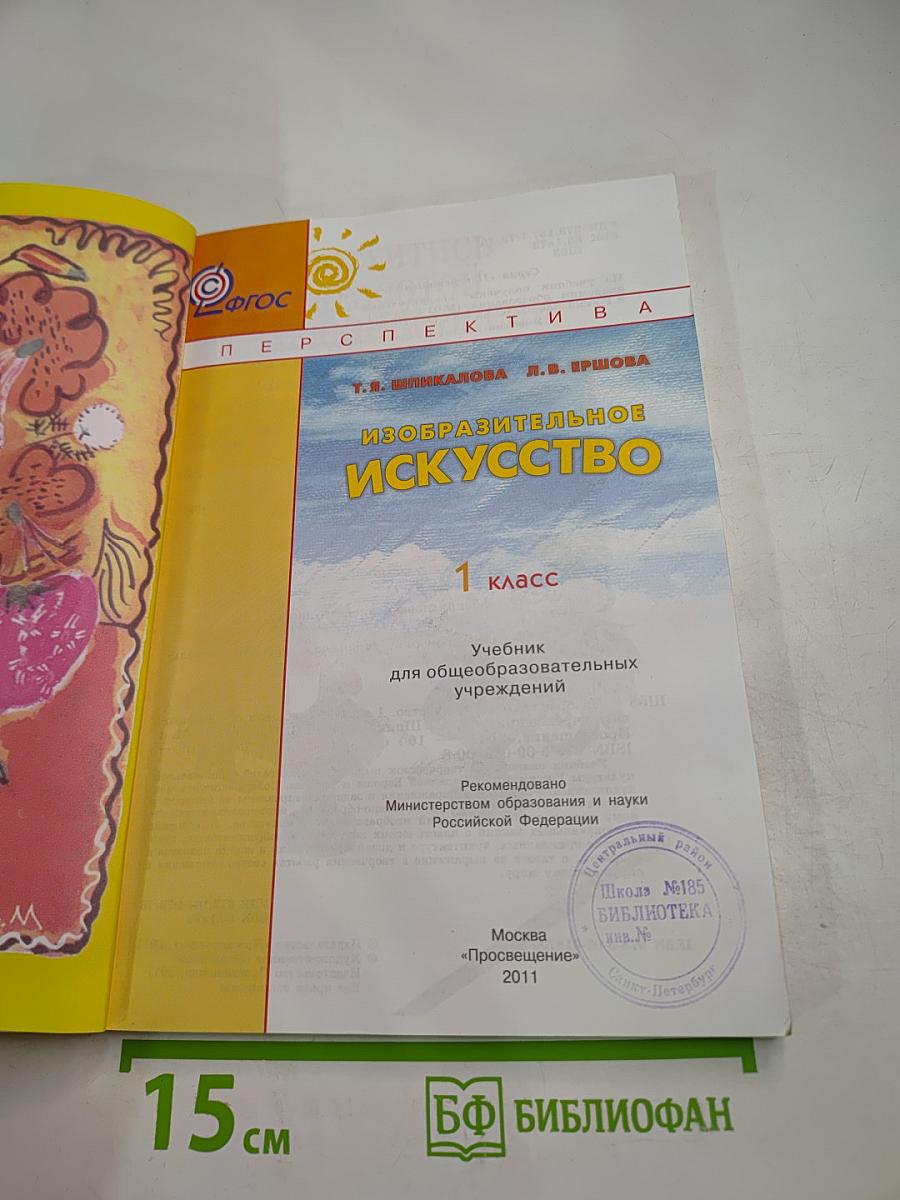 ФГОС
ПЕРСПЕКТИВА
Т. Я. ШПИКАЛОВА Л. В. ЕРШОВА
ИЗОБРАЗИТЕЛЬНОЕ
ИСКУССТВО
1 класс
Учебник
для общеобразовательных
учреждений
Рекомендовано
Министерством образования и науки
Российской Федерации
Центральный район
Школа №185
БИБЛИОТЕКА
инв.№
Санкт-Петербург
Москва
«Просвещение»
2011
15 см
БФ БИБЛИОФАН